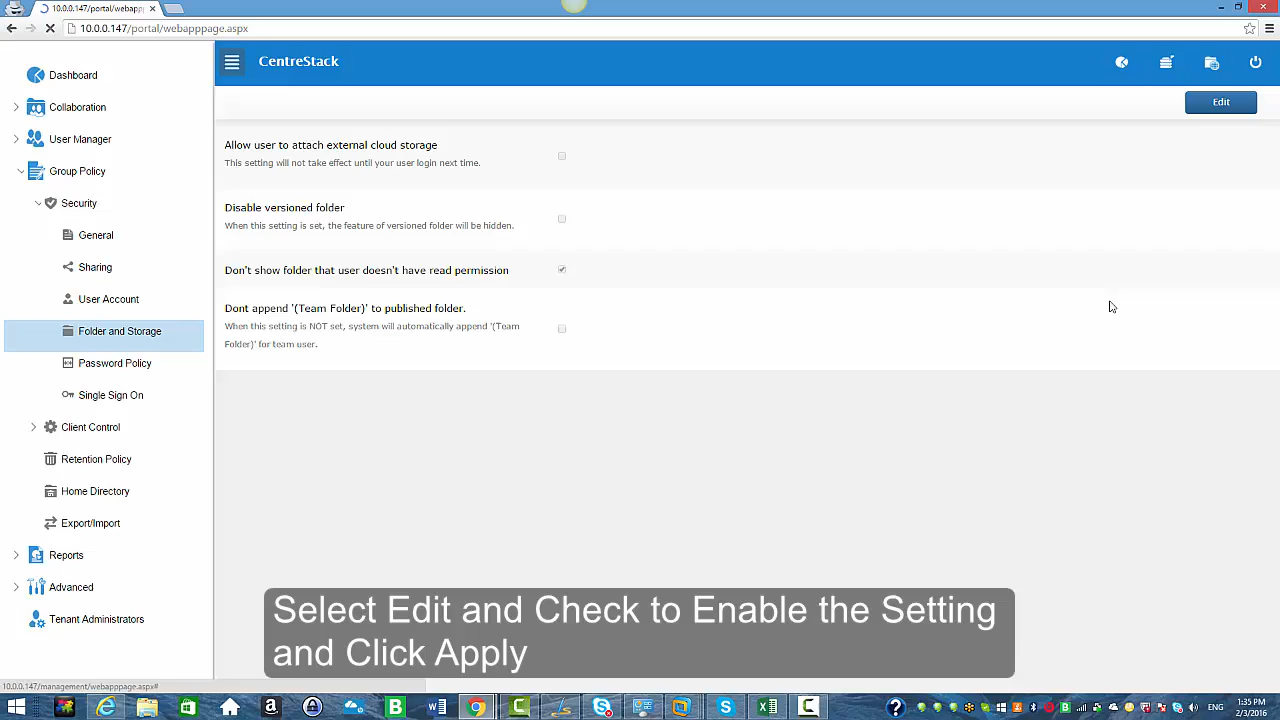 10.0.0.147/portal/webapp
10.0.0.147/portal/webapppage.aspx
CentreStack
Edit
Dashboard
Collaboration
User Manager
Group Policy
Security
General
Sharing
User Account
Folder and Storage
Password Policy
Single Sign On
Client Control
Retention Policy
Home Directory
Export/Import
Reports
Advanced
Tenant Administrators
Allow user to attach external cloud storage
This setting will not take effect until your user login next time.
Disable versioned folder
When this setting is set, the feature of versioned folder will be hidden.
Don't show folder that user doesn't have read permission
Dont append '(Team Folder)' to published folder.
When this setting is NOT set, system will automatically append '(Team
Folder)' for team user.
Select Edit and Check to Enable the Setting
and Click Apply
10.0.0.147/management/webapppage.aspx#
ENG
1:35 PM
2/3/2016